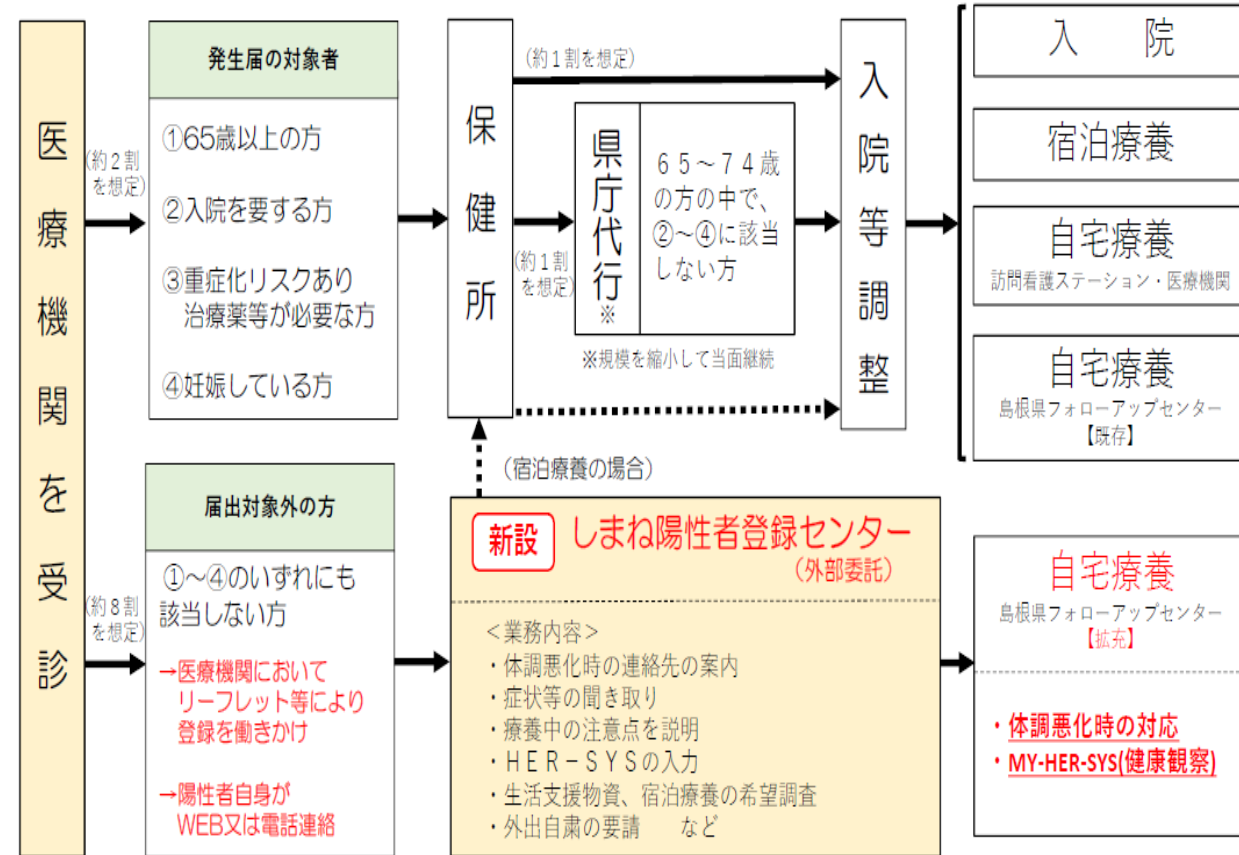 医療機関を受診
(約2割
を想定)
発生届の対象者
①65歳以上の方
②入院を要する方
③重症化リスクあり
治療薬等が必要な方
④妊娠している方
保健所
(約1割を想定)
(約1割
を想定)
県庁代行※
65～74歳
の方の中で、
②～④に該当
しない方
※規模を縮小して当面継続
入院等調整
入 院
宿泊療養
自宅療養
訪問看護ステーション・医療機関
自宅療養
島根県フォローアップセンター
【既存】
(約8割
を想定)
届出対象外の方
①～④のいずれにも
該当しない方
→医療機関において
リーフレット等により
登録を働きかけ
→陽性者自身が
WEB又は電話連絡
(宿泊療養の場合)
新設 しまね陽性者登録センター
(外部委託)
＜業務内容＞
・体調悪化時の連絡先の案内
・症状等の聞き取り
・療養中の注意点を説明
・HER－SYSの入力
・生活支援物資、宿泊療養の希望調査
・外出自粛の要請 など
自宅療養
島根県フォローアップセンター
【拡充】
・体調悪化時の対応
・MY-HER-SYS(健康観察)